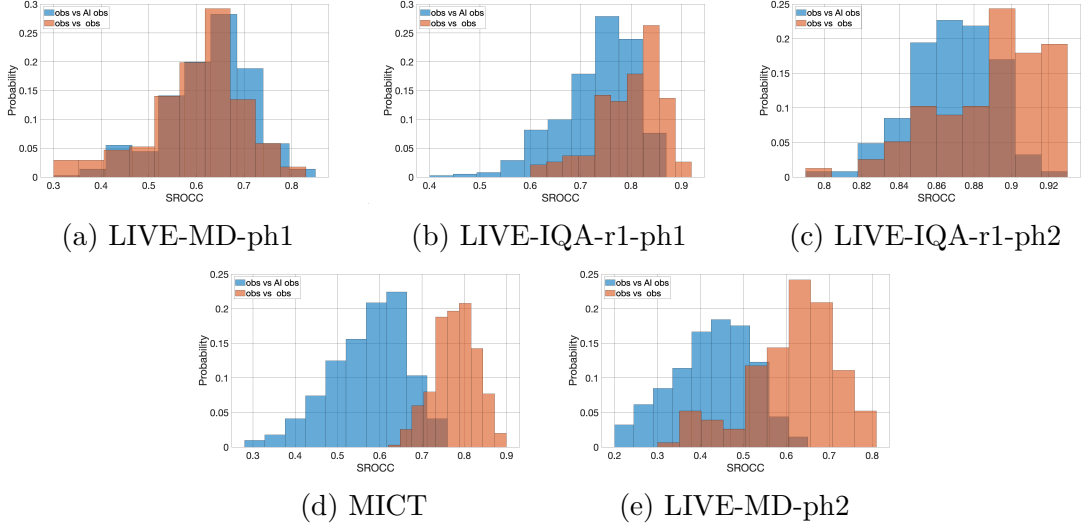 obs vs AI obs
obs vs obs
Probability
0.3
0.25
0.2
0.15
0.1
0.05
0
0.3 0.4 0.5 0.6 0.7 0.8
SROCC
(a) LIVE-MD-ph1
obs vs AI obs
obs vs obs
Probability
0.3
0.25
0.2
0.15
0.1
0.05
0
0.4 0.5 0.6 0.7 0.8 0.9
SROCC
(b) LIVE-IQA-r1-ph1
obs vs AI obs
obs vs obs
Probability
0.25
0.2
0.15
0.1
0.05
0
0.8 0.82 0.84 0.86 0.88 0.9 0.92
SROCC
(c) LIVE-IQA-r1-ph2
obs vs AI obs
obs vs obs
Probability
0.25
0.2
0.15
0.1
0.05
0
0.3 0.4 0.5 0.6 0.7 0.8 0.9
SROCC
(d) MICT
obs vs AI obs
obs vs obs
Probability
0.25
0.2
0.15
0.1
0.05
0
0.2 0.3 0.4 0.5 0.6 0.7 0.8
SROCC
(e) LIVE-MD-ph2